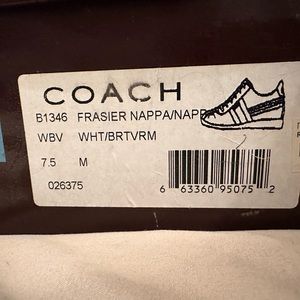 COACH
B1346 FRASIER NAPPA/NAPP
WBV WHT/BRTVRM
7.5 M
026375
6 63360 95075 2